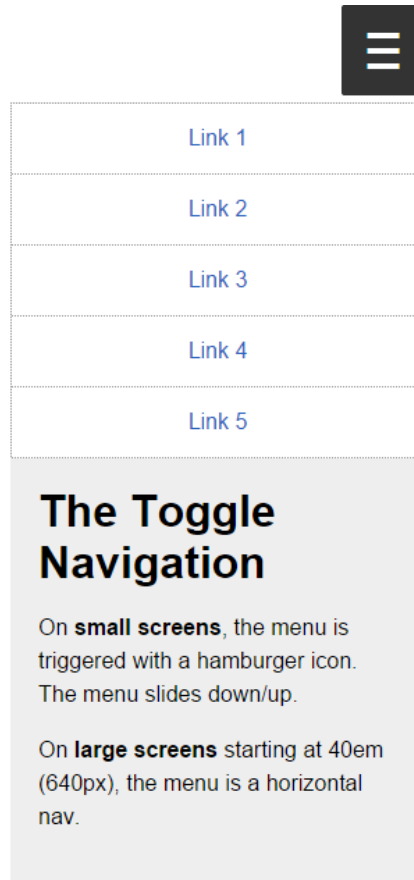 Link 1
Link 2
Link 3
Link 4
Link 5
The Toggle
Navigation
On small screens, the menu is
triggered with a hamburger icon.
The menu slides down/up.
On large screens starting at 40em
(640px), the menu is a horizontal
nav.